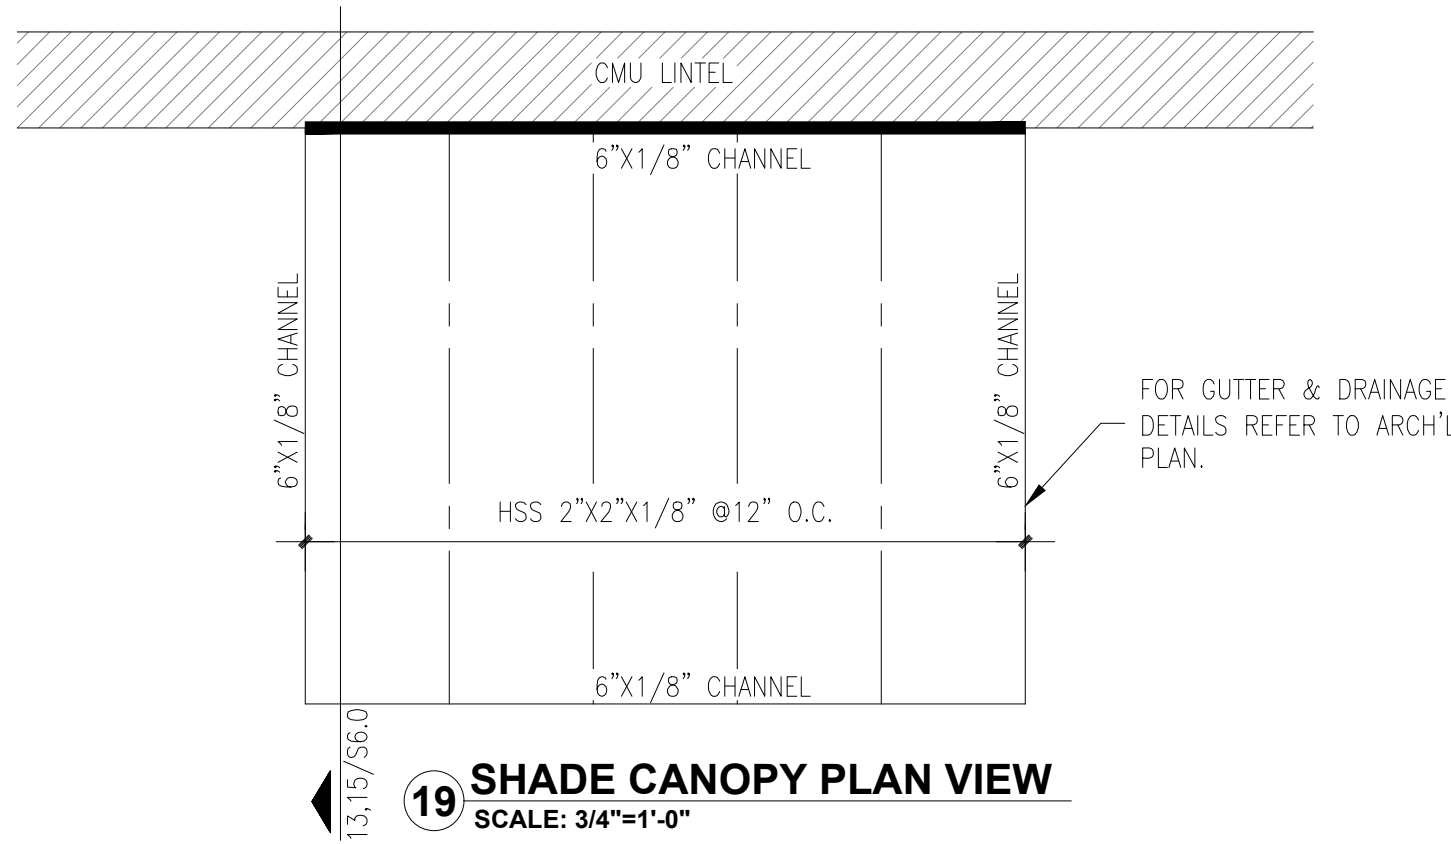 CMU LINTEL
6”X1/8” CHANNEL
6”X1/8” CHANNEL
6”X1/8” CHANNEL
FOR GUTTER & DRAINAGE
DETAILS REFER TO ARCH'L
PLAN.
HSS 2”X2”X1/8” @12” O.C.
6”X1/8” CHANNEL
13,15/S6.0
19
SHADE CANOPY PLAN VIEW
SCALE: 3/4"=1'-0"